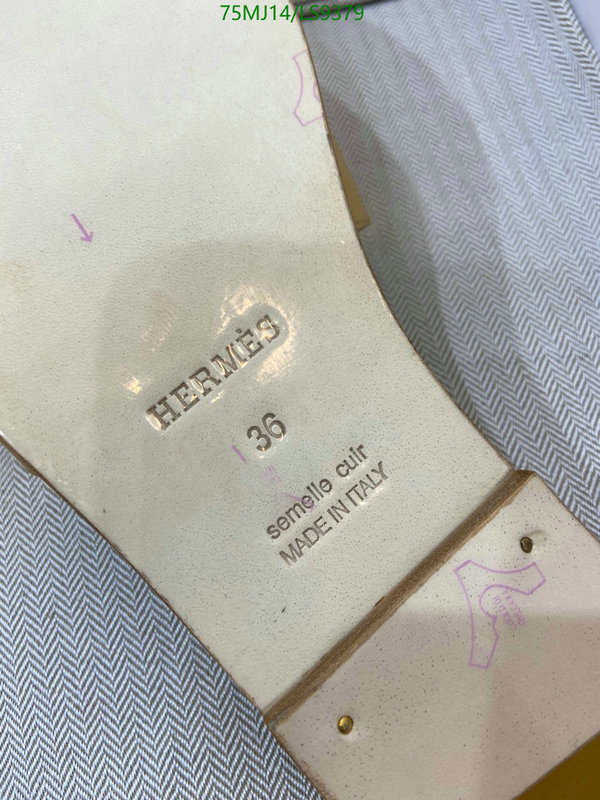 75MJ14/LS9379
HERMÈS
36
semelle cuir
MADE IN ITALY